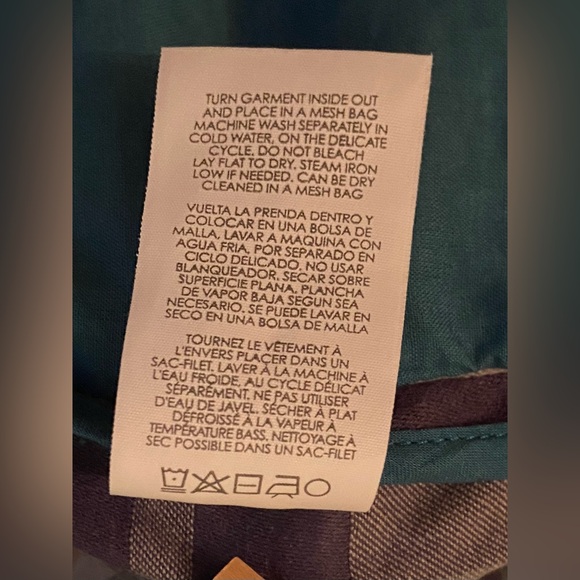 TURN GARMENT INSIDE OUT
AND PLACE IN A MESH BAG
MACHINE WASH SEPARATELY IN
COLD WATER, ON THE DELICATE
CYCLE, DO NOT BLEACH
LAY FLAT TO DRY, STEAM IRON
LOW IF NEEDED, CAN BE DRY
CLEANED IN A MESH BAG
VUELTA LA PRENDA DENTRO Y
COLOCAR EN UNA BOLSA DE
MALLA, LAVAR A MAQUINA CON
AGUA FRIA, POR SEPARADO EN
CICLO DELICADO, NO USAR
BLANQUEADOR, SECAR SOBRE
SUPERFICIE PLANA, PLANCHA
DE VAPOR BAJA SEGUN SEA
NECESARIO, SE PUEDE LAVAR EN
SECO EN UNA BOLSA DE MALLA
TOURNEZ LE VÊTEMENT À
L'ENVERS PLACER DANS UN
SAC-FILET, LAVER À LA MACHINE À
L'EAU FROIDE, AU CYCLE DÉLICAT
SÉPARÉMENT, NE PAS UTILISER
D'EAU DE JAVEL, SÉCHER À PLAT
DÉFROISSÉ À LA VAPEUR À
TEMPÉRATURE BASS, NETTOYAGE À
SEC POSSIBLE DANS UN SAC-FILET